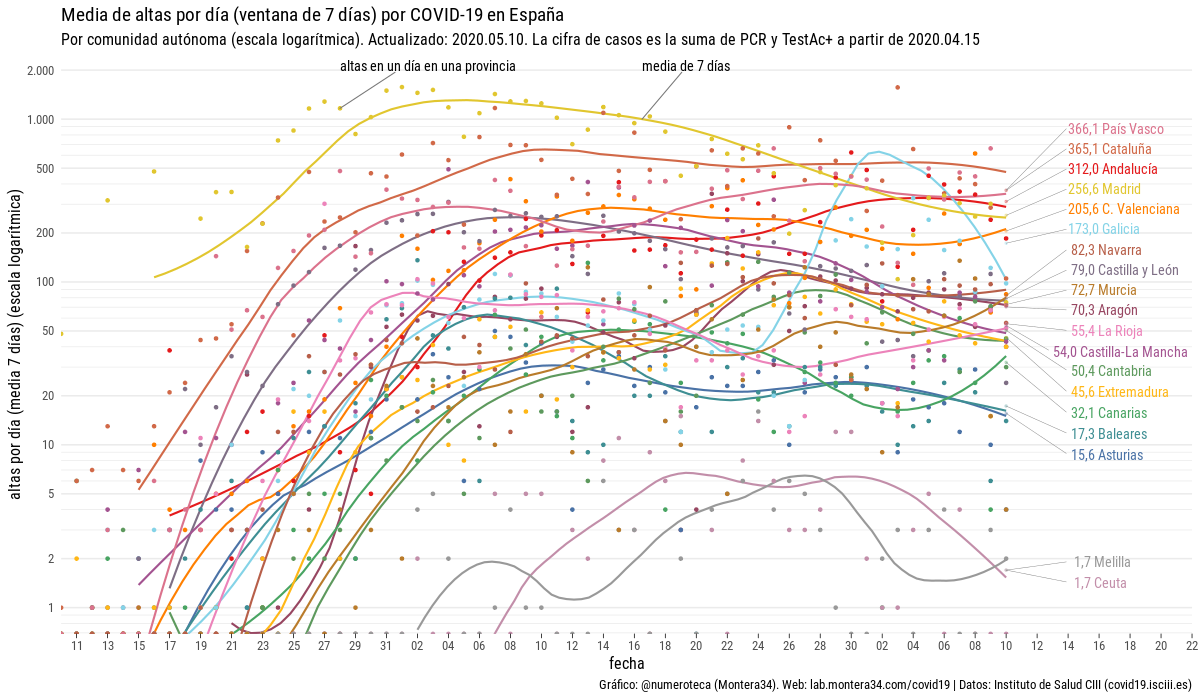 Media de altas por día (ventana de 7 días) por COVID-19 en España
Por comunidad autónoma (escala logarítmica). Actualizado: 2020.05.10. La cifra de casos es la suma de PCR y TestAc+ a partir de 2020.04.15
altas en un día en una provincia
media de 7 días
altas por día (media 7 días) (escala logarítmica)
2.000
1.000
500
200
100
50
20
10
5
2
1
366,1 País Vasco
365,1 Cataluña
312,0 Andalucía
256,6 Madrid
205,6 C. Valenciana
173,0 Galicia
82,3 Navarra
79,0 Castilla y León
72,7 Murcia
70,3 Aragón
55,4 La Rioja
54,0 Castilla-La Mancha
50,4 Cantabria
45,6 Extremadura
32,1 Canarias
17,3 Baleares
15,6 Asturias
1,7 Melilla
1,7 Ceuta
11 13 15 17 19 21 23 25 27 29 31 02 04 06 08 10 12 14 16 18 20 22 24 26 28 30 02 04 06 08 10 12 14 16 18 20 22
fecha
Gráfico: @numeroteca (Montera34). Web: lab.montera34.com/covid19 | Datos: Instituto de Salud CIII (covid19.isciii.es)